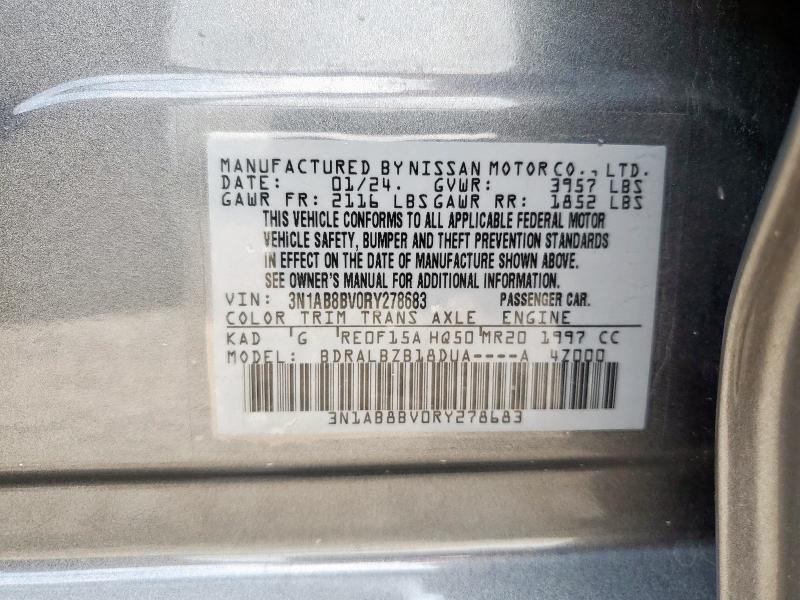 MANUFACTURED BY NISSAN MOTOR CO., LTD.
DATE: 01/24. GVWR: 3957 LBS
GAWR FR: 2116 LBS GAWR RR: 1852 LBS
THIS VEHICLE CONFORMS TO ALL APPLICABLE FEDERAL MOTOR
VEHICLE SAFETY, BUMPER AND THEFT PREVENTION STANDARDS
IN EFFECT ON THE DATE OF MANUFACTURE SHOWN ABOVE.
SEE OWNER'S MANUAL FOR ADDITIONAL INFORMATION.
VIN: 3N1AB8BV0RY278683 PASSENGER CAR.
COLOR TRIM TRANS AXLE ENGINE
KAD G RE0F15A HQ50 MR20 1997 CC
MODEL: BDRALBZB18DUA----A 4Z000
3N1AB8BV0RY278683